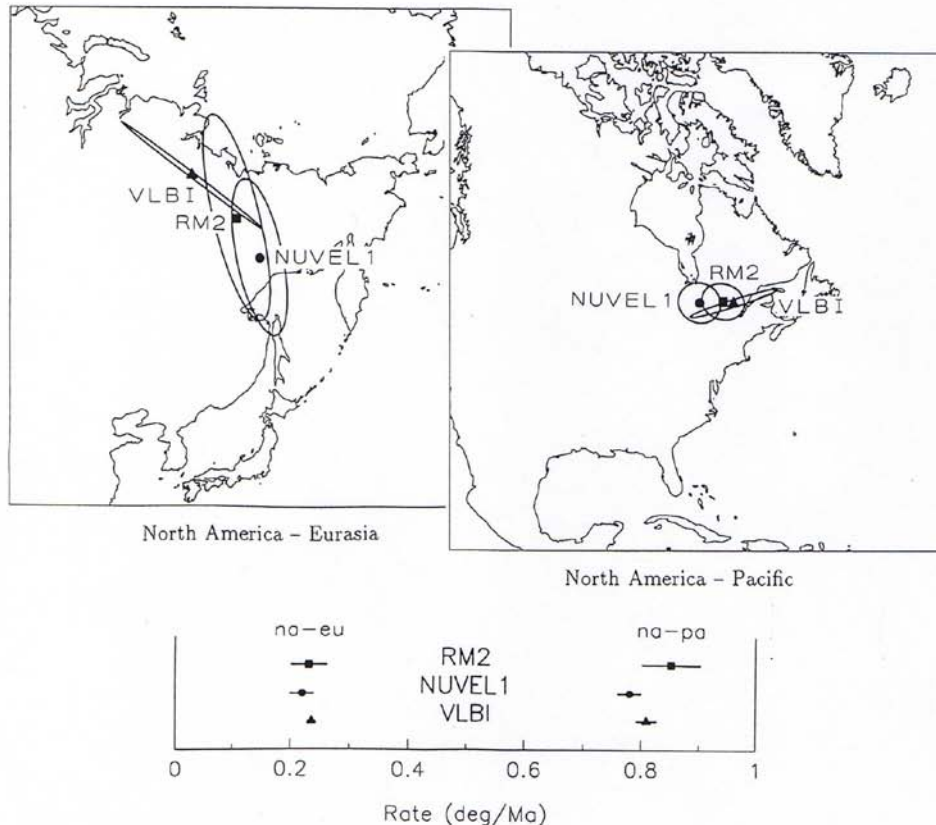 VLBI
RM2
NUVEL1
North America – Eurasia
RM2
NUVEL1
VLBI
North America – Pacific
na-eu
na-pa
RM2
NUVEL1
VLBI
0 0.2 0.4 0.6 0.8 1
Rate (deg/Ma)